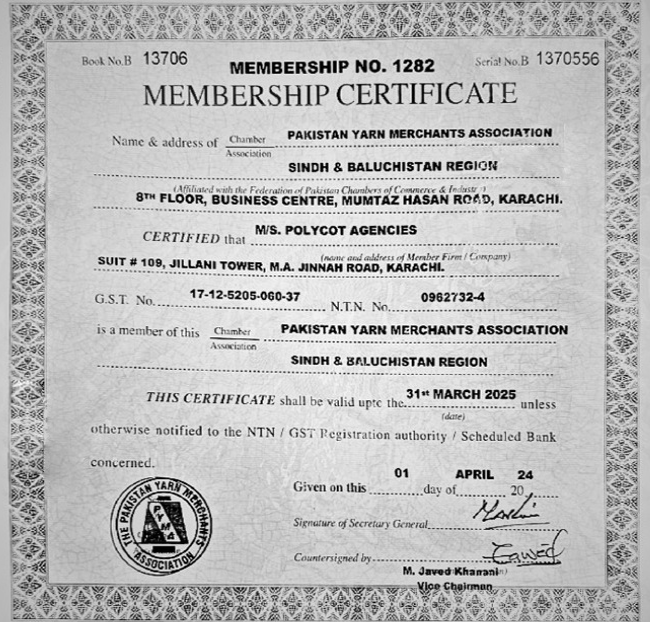 Book No.B 13706
Serial No.B 1370556
MEMBERSHIP NO. 1282
MEMBERSHIP CERTIFICATE
Name & address of Chamber PAKISTAN YARN MERCHANTS ASSOCIATION
Association
SINDH & BALUCHISTAN REGION
(Affiliated with the Federation of Pakistan Chambers of Commerce & Industr )
8TH FLOOR, BUSINESS CENTRE, MUMTAZ HASAN ROAD, KARACHI.
CERTIFIED that M/S. POLYCOT AGENCIES
(name and address of Member Firm / Company)
SUIT # 109, JILLANI TOWER, M.A. JINNAH ROAD, KARACHI.
G.S.T. No. 17-12-5205-060-37 N.T.N. No. 0962732-4
is a member of this Chamber PAKISTAN YARN MERCHANTS ASSOCIATION
Association
SINDH & BALUCHISTAN REGION
THIS CERTIFICATE shall be valid upto the 31st MARCH 2025 unless
(date)
otherwise notified to the NTN / GST Registration authority / Scheduled Bank
concerned.
Given on this 01 day of APRIL 20 24
Signature of Secretary General
Countersigned by Jawed
M. Javed Khanani
Vice Chairman
THE PAKISTAN YARN MERCHANTS ASSOCIATION
PYMA